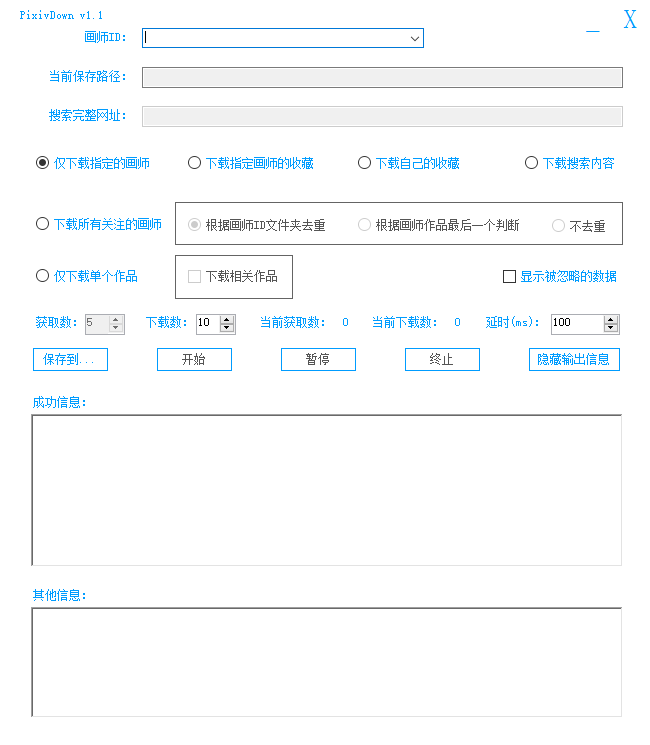 PixivDown v1.1
X
画师ID:
当前保存路径:
搜索完整网址:
仅下载指定的画师 下载指定画师的收藏 下载自己的收藏 下载搜索内容
下载所有关注的画师 根据画师ID文件夹去重 根据画师作品最后一个判断 不去重
仅下载单个作品 下载相关作品 显示被忽略的数据
获取数: 5 下载数: 10 当前获取数: 0 当前下载数: 0 延时(ms): 100
保存到... 开始 暂停 终止 隐藏输出信息
成功信息:
其他信息: